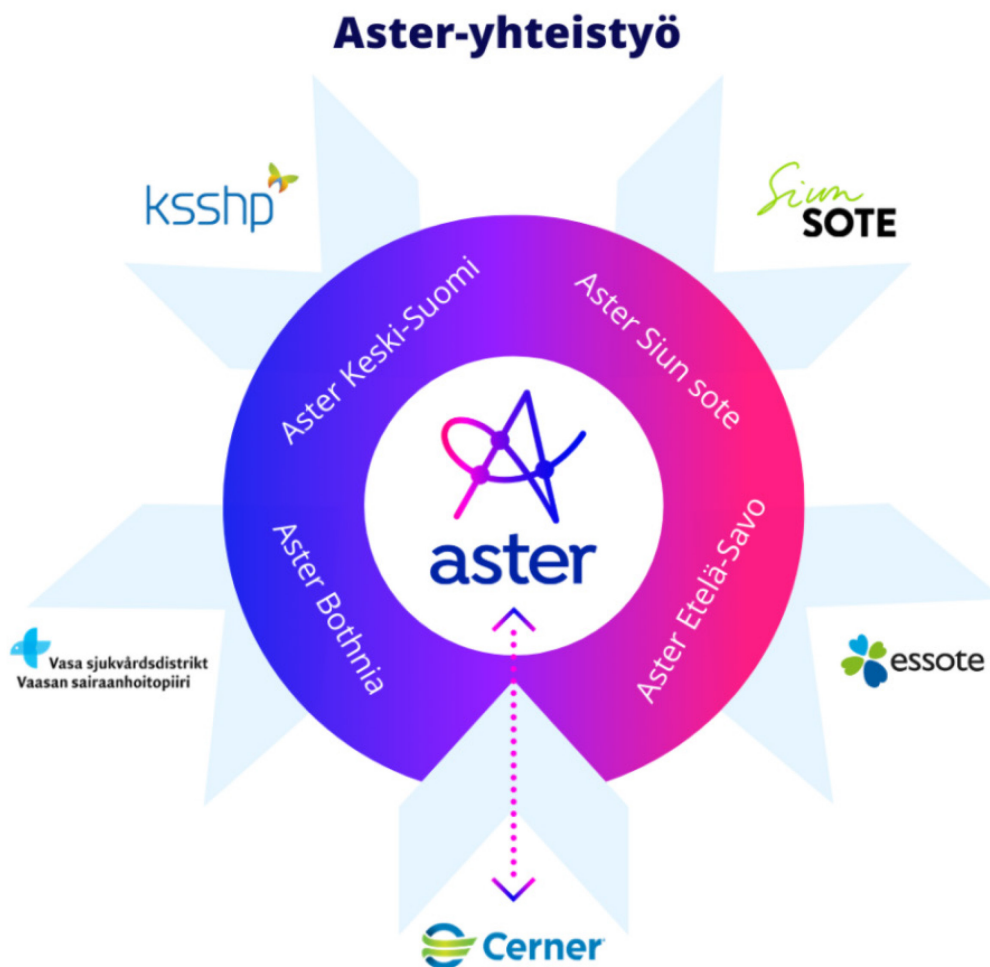 Aster-yhteistyö
ksshp
Siun
SOTE
Aster Keski-Suomi
Aster Siun sote
aster
Aster Bothnia
Aster Etelä-Savo
Vasa sjukvårdsdistrikt
Vaasan sairaanhoitopiiri
essote
Cerner